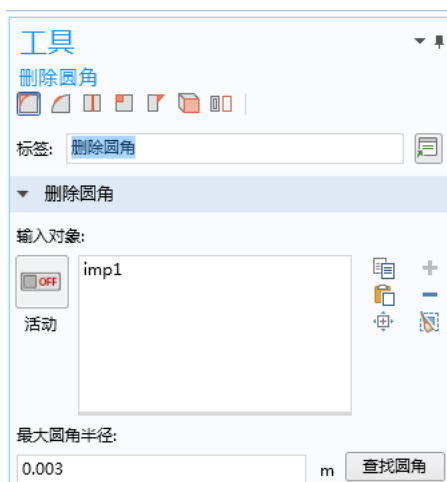 工具
删除圆角
标签: 删除圆角
删除圆角
输入对象:
OFF
imp1
活动
最大圆角半径:
0.003 m 查找圆角